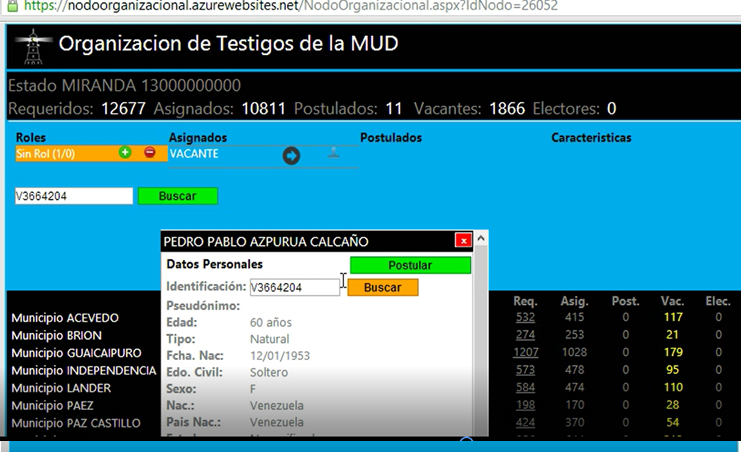 https://nodoorganizacional.azurewebsites.net/NodoOrganizacional.aspx?IdNodo=26052
Organizacion de Testigos de la MUD
Estado MIRANDA 13000000000
Requeridos: 12677 Asignados: 10811 Postulados: 11 Vacantes: 1866 Electores: 0
Roles Asignados Postulados Caracteristicas
Sin Rol (1/0) VACANTE
V3664204 Buscar
PEDRO PABLO AZPURUA CALCAÑO x
Datos Personales Postular
Identificación: V3664204 Buscar
Pseudónimo:
Edad: 60 años
Tipo: Natural
Fcha. Nac: 12/01/1953
Edo. Civil: Soltero
Sexo: F
Nac.: Venezuela
Pais Nac.: Venezuela
Req. Asig. Post. Vac. Elec.
Municipio ACEVEDO 532 415 0 117 0
Municipio BRION 274 253 0 21 0
Municipio GUAICAIPURO 1207 1028 0 179 0
Municipio INDEPENDENCIA 573 478 0 95 0
Municipio LANDER 584 474 0 110 0
Municipio PAEZ 198 170 0 28 0
Municipio PAZ CASTILLO 424 370 0 54 0